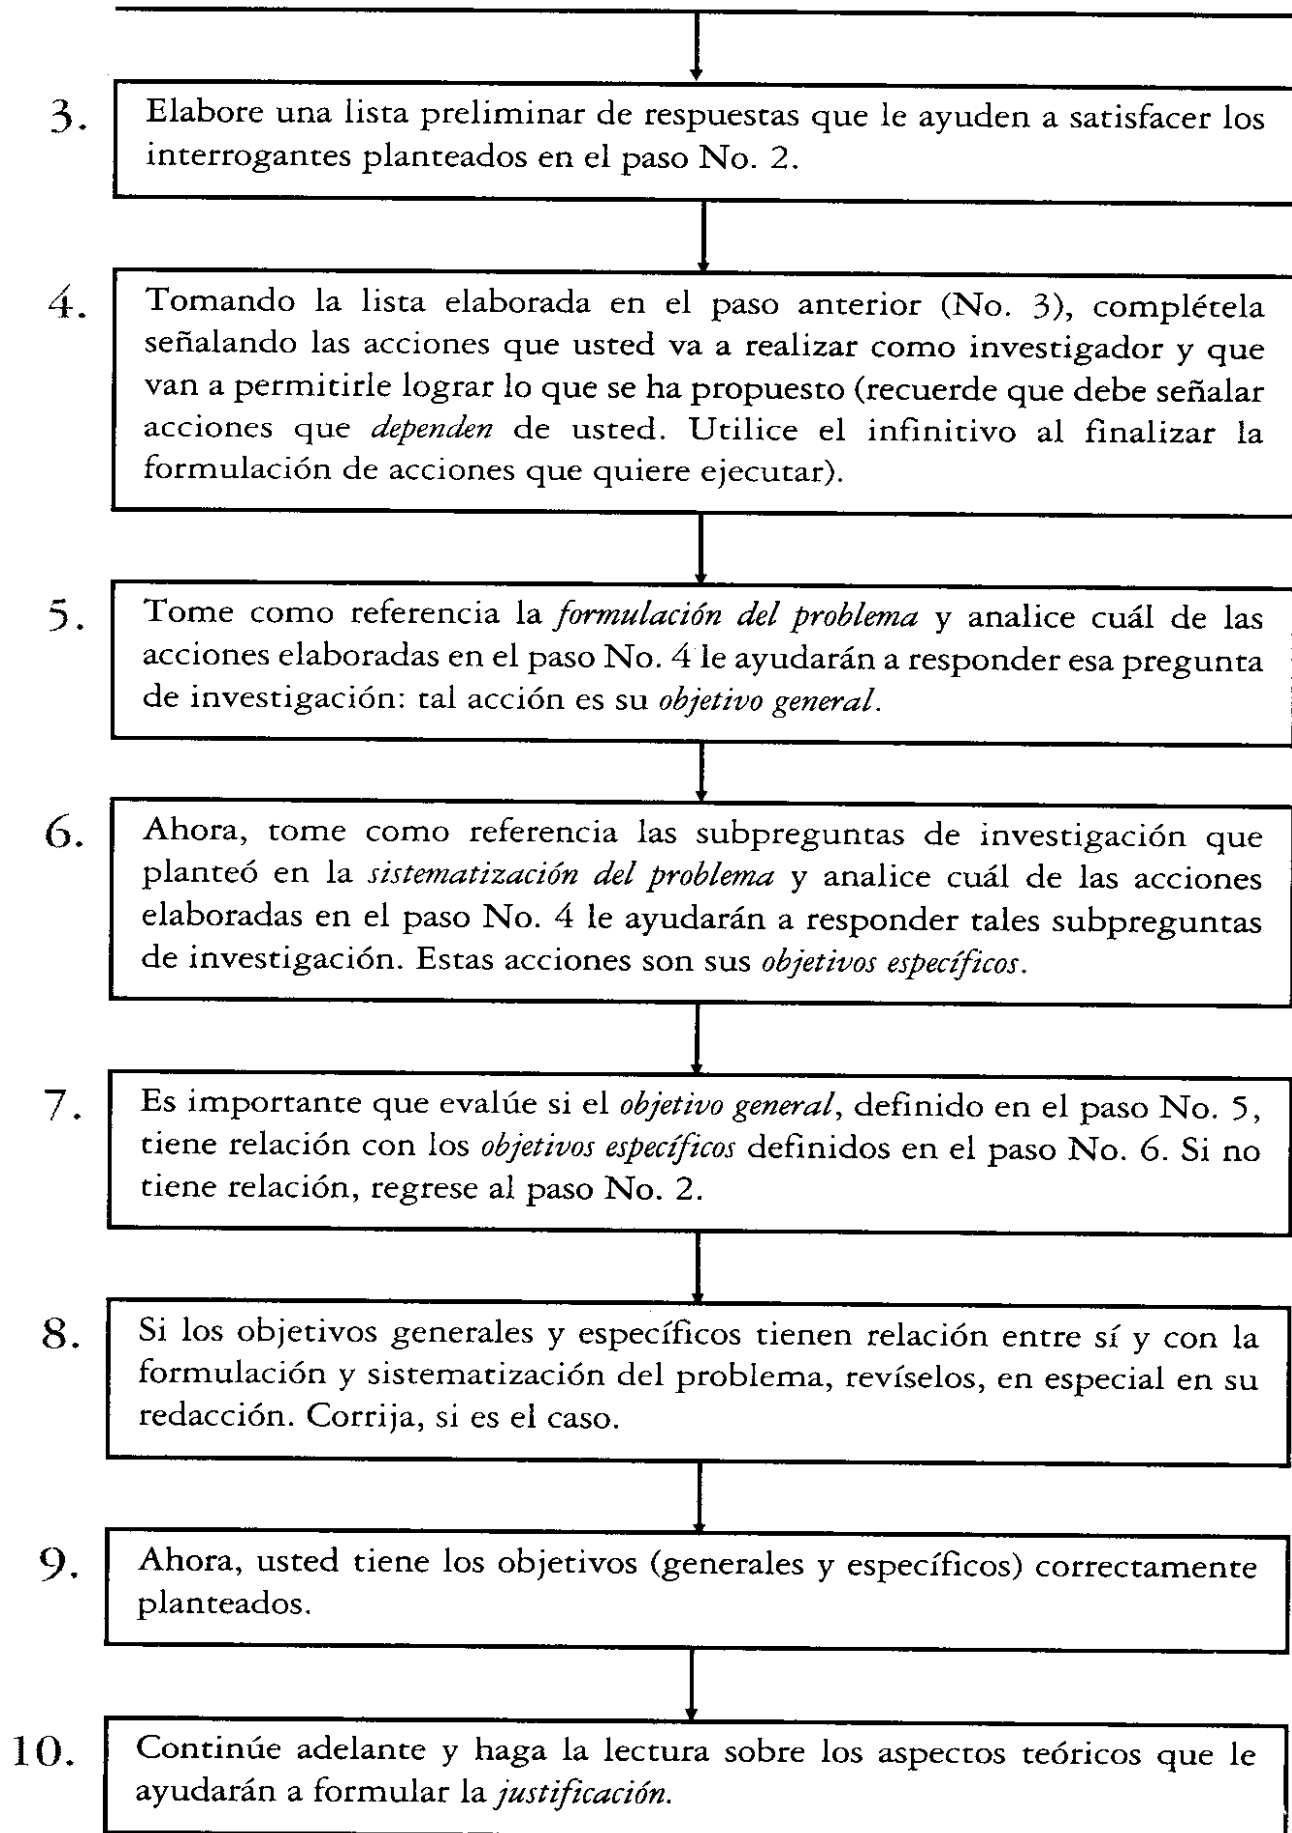 3.
Elabore una lista preliminar de respuestas que le ayuden a satisfacer los
interrogantes planteados en el paso No. 2.
4.
Tomando la lista elaborada en el paso anterior (No. 3), complétela
señalando las acciones que usted va a realizar como investigador y que
van a permitirle lograr lo que se ha propuesto (recuerde que debe señalar
acciones que dependen de usted. Utilice el infinitivo al finalizar la
formulación de acciones que quiere ejecutar).
5.
Tome como referencia la formulación del problema y analice cuál de las
acciones elaboradas en el paso No. 4 le ayudarán a responder esa pregunta
de investigación: tal acción es su objetivo general.
6.
Ahora, tome como referencia las subpreguntas de investigación que
planteó en la sistematización del problema y analice cuál de las acciones
elaboradas en el paso No. 4 le ayudarán a responder tales subpreguntas
de investigación. Estas acciones son sus objetivos específicos.
7.
Es importante que evalúe si el objetivo general, definido en el paso No. 5,
tiene relación con los objetivos específicos definidos en el paso No. 6. Si no
tiene relación, regrese al paso No. 2.
8.
Si los objetivos generales y específicos tienen relación entre sí y con la
formulación y sistematización del problema, revíselos, en especial en su
redacción. Corrija, si es el caso.
9.
Ahora, usted tiene los objetivos (generales y específicos) correctamente
planteados.
10.
Continúe adelante y haga la lectura sobre los aspectos teóricos que le
ayudarán a formular la justificación.